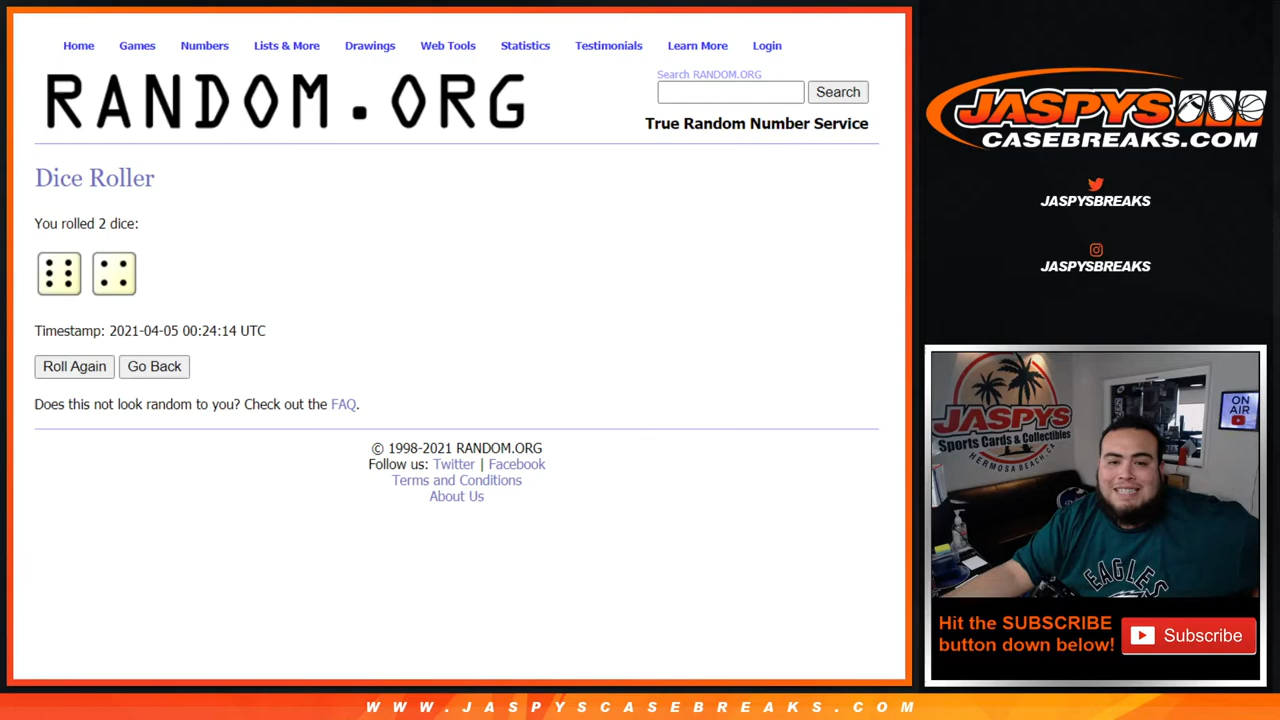 Home Games Numbers Lists & More Drawings Web Tools Statistics Testimonials Learn More Login
RANDOM.ORG
Search RANDOM.ORG
Search
True Random Number Service
Dice Roller
You rolled 2 dice:
Timestamp: 2021-04-05 00:24:14 UTC
Roll Again Go Back
Does this not look random to you? Check out the FAQ.
© 1998-2021 RANDOM.ORG
Follow us: Twitter | Facebook
Terms and Conditions
About Us
JASPYS
CASEBREAKS.COM
JASPYSBREAKS
JASPYSBREAKS
JASPYS
Sports Cards & Collectibles
HERMOSA BEACH, CA
ON
AIR
EAGLES
Hit the SUBSCRIBE
button down below!
Subscribe
WWW.JASPYSCASEBREAKS.COM